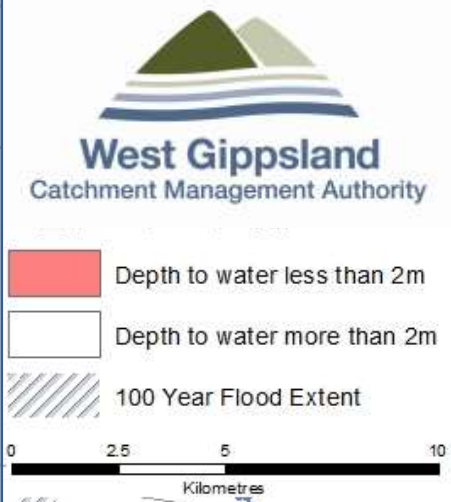 West Gippsland
Catchment Management Authority
Depth to water less than 2m
Depth to water more than 2m
100 Year Flood Extent
0 2.5 5 10
Kilometres